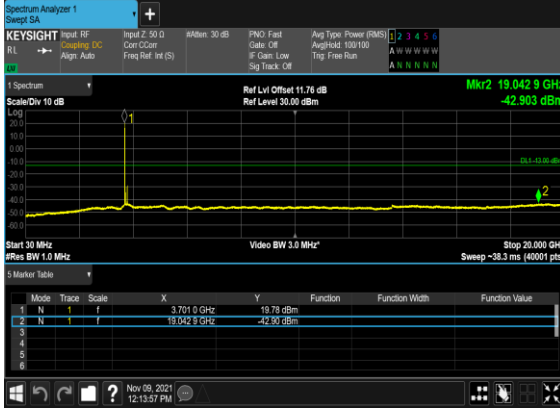 Spectrum Analyzer 1
Swept SA
+
KEYSIGHT Input: RF Input Z: 50 Ω #Atten: 30 dB PNO: Fast Avg Type: Power (RMS) 1 2 3 4 5 6
RL Coupling: DC Corr CCorr Gate: Off Avg|Hold: 100/100 A W W W W W
Align: Auto Freq Ref: Int (S) IF Gain: Low Trig: Free Run
Sig Track: Off A N N N N N
1 Spectrum Ref Lvl Offset 11.76 dB Mkr2 19.042 9 GHz
Scale/Div 10 dB Ref Level 30.00 dBm -42.903 dBm
Log
20.0
10.0
0.00
-10.0
DL1 -13.00 dBm
-20.0
-30.0
-40.0
-50.0
-60.0
1
2
Start 30 MHz Video BW 3.0 MHz* Stop 20.000 GH
#Res BW 1.0 MHz Sweep ~38.3 ms (40001 pts
5 Marker Table
Mode Trace Scale X Y Function Function Width Function Value
1 N 1 f 3.701 0 GHz 19.78 dBm
2 N 1 f 19.042 9 GHz -42.90 dBm
3
4
5
6
? Nov 09, 2021
12:13:57 PM